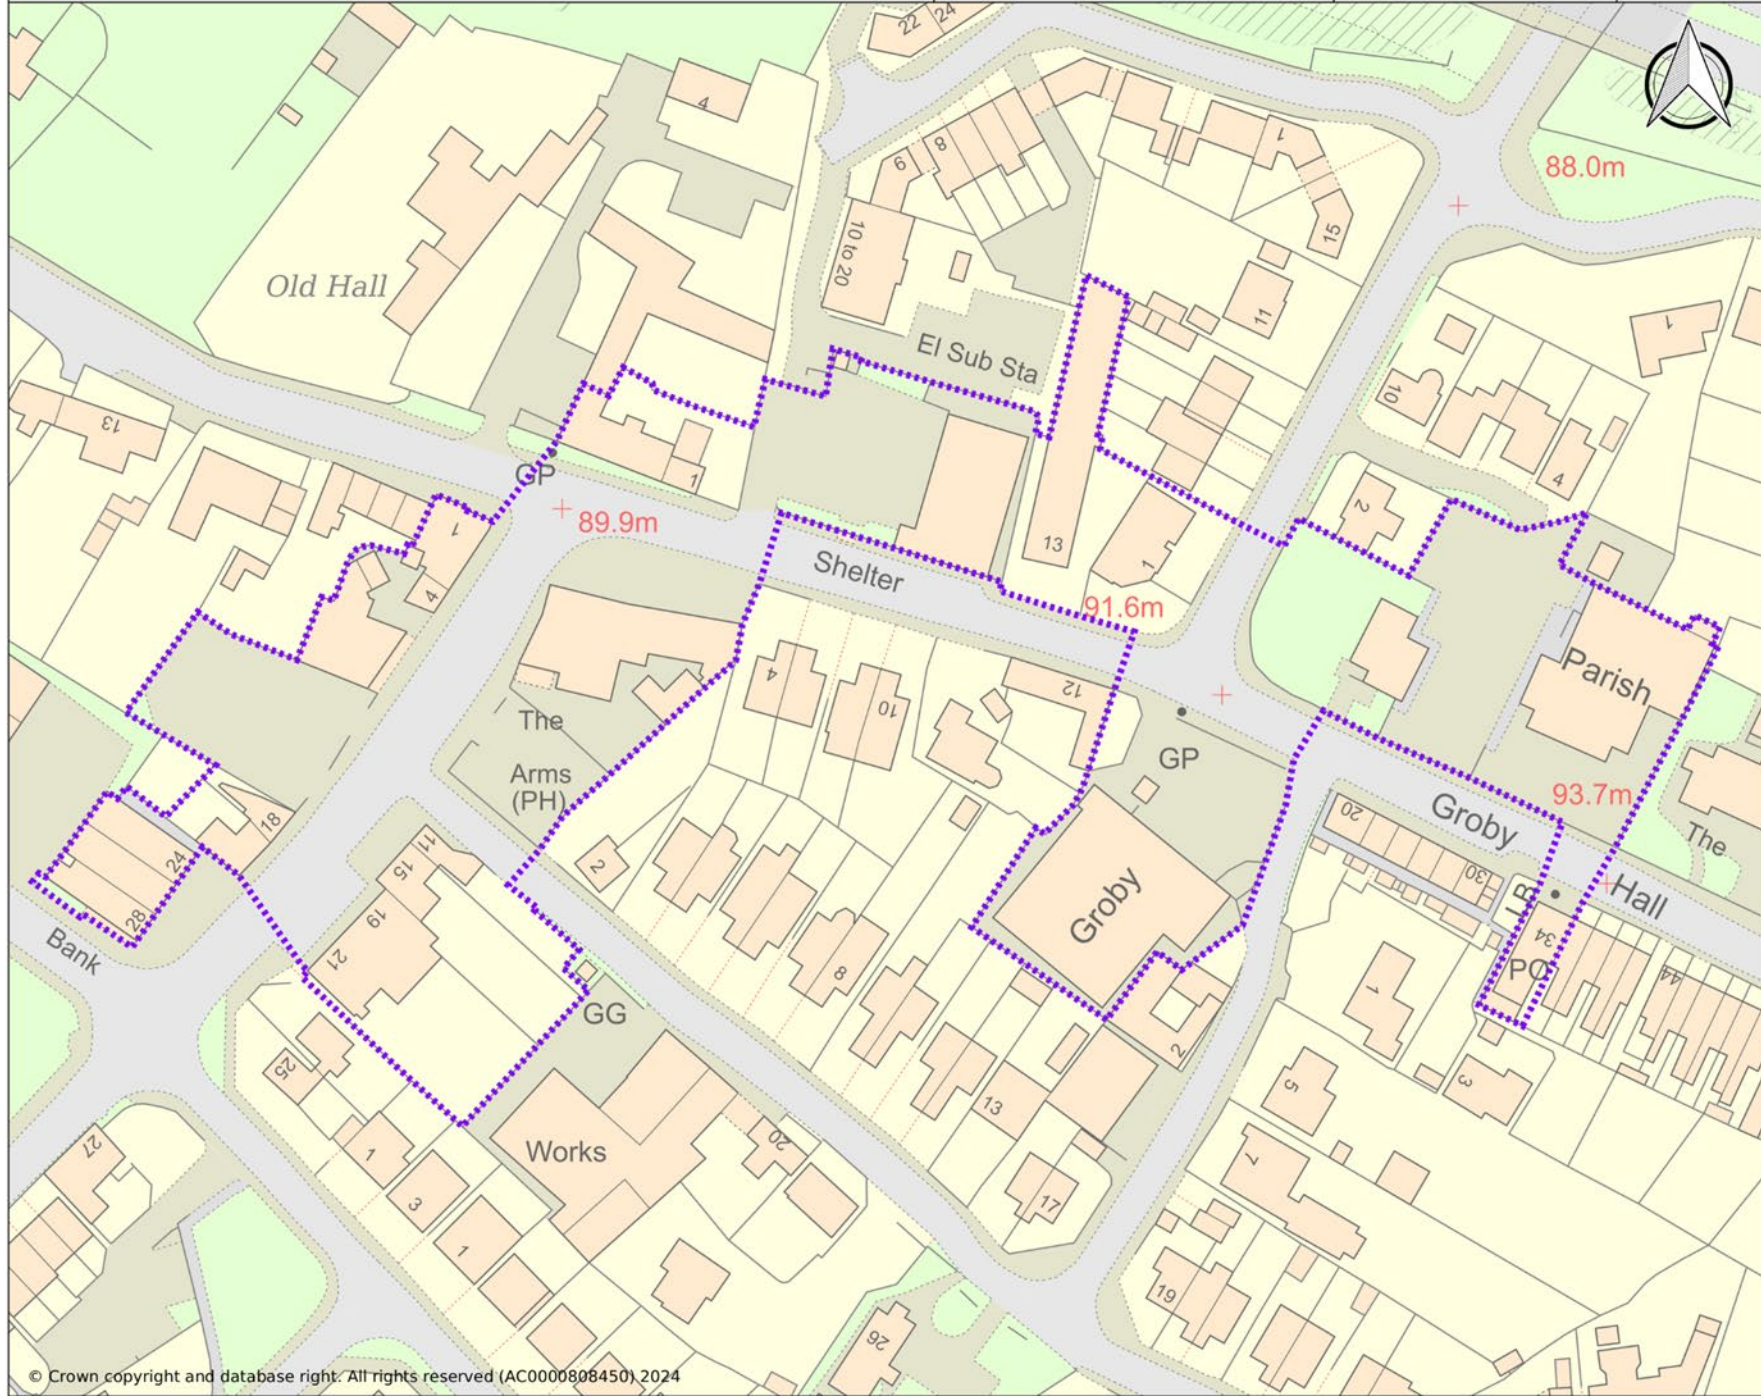 22
24
4
8
9
1
88.0m
15
10 to 20
Old Hall
11
El Sub Sta
1
10
13
4
GP
1
2
89.9m
1
13
Shelter
1
4
91.6m
Parish
4
12
10
The
GP
Arms
(PH)
93.7m
20
Groby
The
18
11
15
24
2
30
Hall
LB
Groby
19
28
34
Bank
21
8
PO
44
1
GG
2
25
5
3
13
27
Works
20
1
7
3
17
1
19
26
© Crown copyright and database right. All rights reserved (AC0000808450) 2024